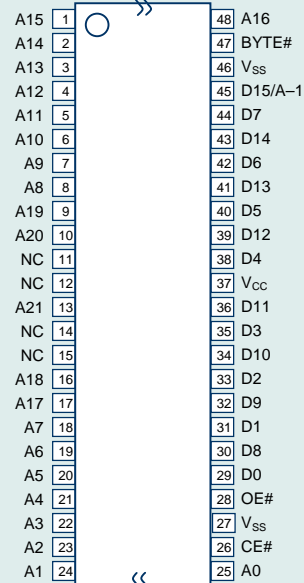 A15 1 48 A16
A14 2 47 BYTE#
A13 3 46 VSS
A12 4 45 D15/A–1
A11 5 44 D7
A10 6 43 D14
A9 7 42 D6
A8 8 41 D13
A19 9 40 D5
A20 10 39 D12
NC 11 38 D4
NC 12 37 VCC
A21 13 36 D11
NC 14 35 D3
NC 15 34 D10
A18 16 33 D2
A17 17 32 D9
A7 18 31 D1
A6 19 30 D8
A5 20 29 D0
A4 21 28 OE#
A3 22 27 VSS
A2 23 26 CE#
A1 24 25 A0